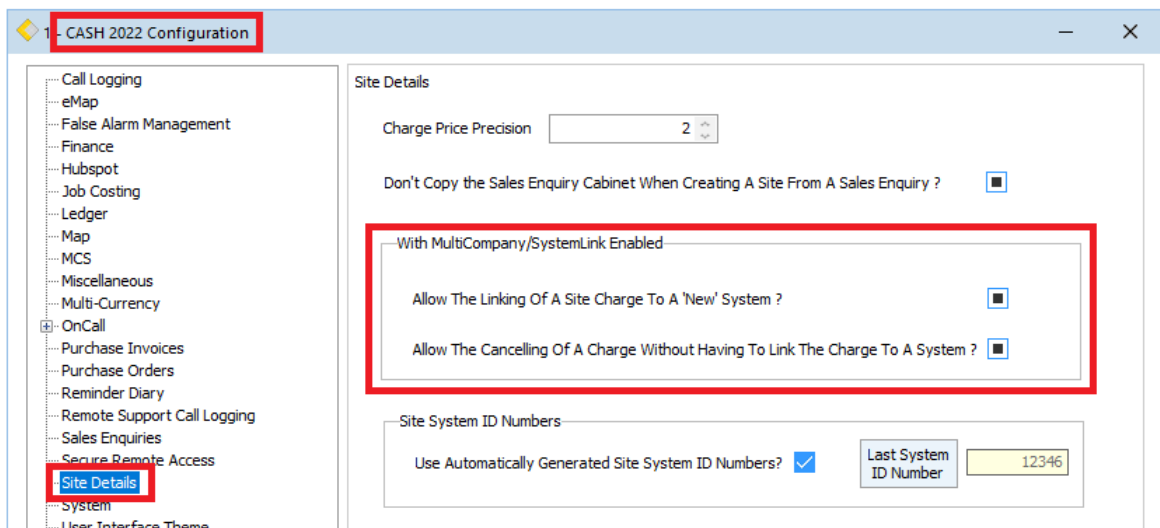 1 - CASH 2022 Configuration
Call Logging
eMap
False Alarm Management
Finance
Hubspot
Job Costing
Ledger
Map
MCS
Miscellaneous
Multi-Currency
OnCall
Purchase Invoices
Purchase Orders
Reminder Diary
Remote Support Call Logging
Sales Enquiries
Secure Remote Access
Site Details
System
User Interface Theme
Site Details
Charge Price Precision 2
Don't Copy the Sales Enquiry Cabinet When Creating A Site From A Sales Enquiry ?
With MultiCompany/SystemLink Enabled
Allow The Linking Of A Site Charge To A 'New' System ?
Allow The Cancelling Of A Charge Without Having To Link The Charge To A System ?
Site System ID Numbers
Use Automatically Generated Site System ID Numbers?
Last System
ID Number
12346